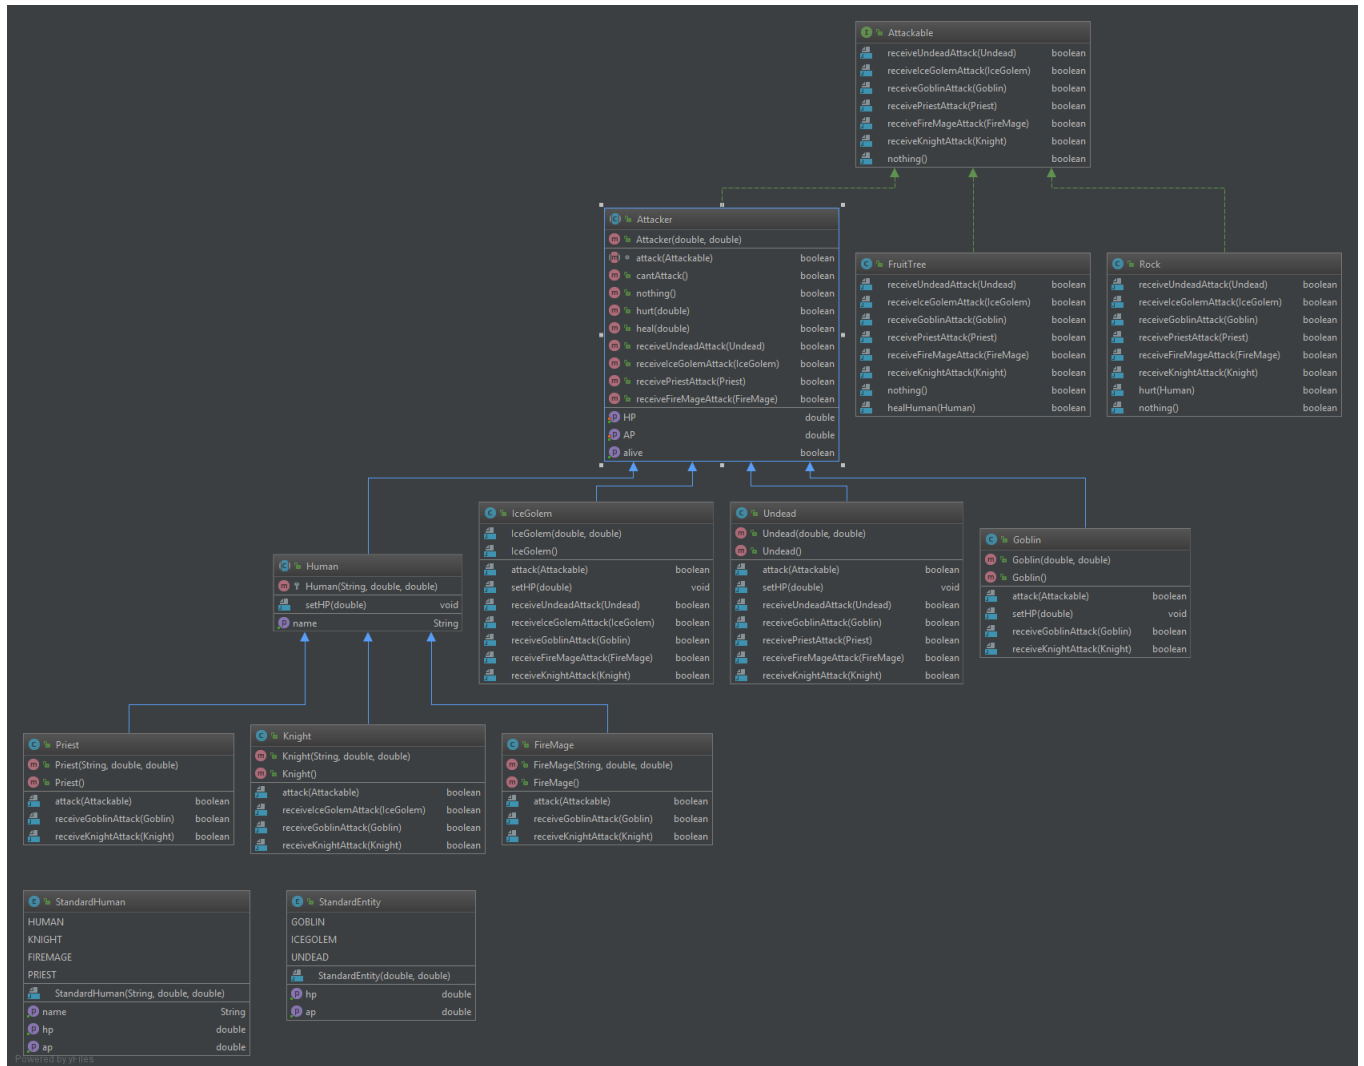 Attackable
receiveUndeadAttack(Undead) boolean
receiveIceGolemAttack(IceGolem) boolean
receiveGoblinAttack(Goblin) boolean
receivePriestAttack(Priest) boolean
receiveFireMageAttack(FireMage) boolean
receiveKnightAttack(Knight) boolean
nothing() boolean
Attacker
Attacker(double, double)
attack(Attackable) boolean
cantAttack() boolean
nothing() boolean
hurt(double) boolean
heal(double) boolean
receiveUndeadAttack(Undead) boolean
receiveIceGolemAttack(IceGolem) boolean
receivePriestAttack(Priest) boolean
receiveFireMageAttack(FireMage) boolean
HP double
AP double
alive boolean
FruitTree
receiveUndeadAttack(Undead) boolean
receiveIceGolemAttack(IceGolem) boolean
receiveGoblinAttack(Goblin) boolean
receivePriestAttack(Priest) boolean
receiveFireMageAttack(FireMage) boolean
receiveKnightAttack(Knight) boolean
nothing() boolean
healHuman(Human) boolean
Rock
receiveUndeadAttack(Undead) boolean
receiveIceGolemAttack(IceGolem) boolean
receiveGoblinAttack(Goblin) boolean
receivePriestAttack(Priest) boolean
receiveFireMageAttack(FireMage) boolean
receiveKnightAttack(Knight) boolean
hurt(Human) boolean
nothing() boolean
Human
Human(String, double, double)
setHP(double) void
name String
IceGolem
IceGolem(double, double)
IceGolem()
attack(Attackable) boolean
setHP(double) void
receiveUndeadAttack(Undead) boolean
receiveIceGolemAttack(IceGolem) boolean
receiveGoblinAttack(Goblin) boolean
receiveFireMageAttack(FireMage) boolean
receiveKnightAttack(Knight) boolean
Undead
Undead(double, double)
Undead()
attack(Attackable) boolean
setHP(double) void
receiveUndeadAttack(Undead) boolean
receiveGoblinAttack(Goblin) boolean
receivePriestAttack(Priest) boolean
receiveFireMageAttack(FireMage) boolean
receiveKnightAttack(Knight) boolean
Goblin
Goblin(double, double)
Goblin()
attack(Attackable) boolean
setHP(double) void
receiveGoblinAttack(Goblin) boolean
receiveKnightAttack(Knight) boolean
Priest
Priest(String, double, double)
Priest()
attack(Attackable) boolean
receiveGoblinAttack(Goblin) boolean
receiveKnightAttack(Knight) boolean
Knight
Knight(String, double, double)
Knight()
attack(Attackable) boolean
receiveIceGolemAttack(IceGolem) boolean
receiveGoblinAttack(Goblin) boolean
receiveKnightAttack(Knight) boolean
FireMage
FireMage(String, double, double)
FireMage()
attack(Attackable) boolean
receiveGoblinAttack(Goblin) boolean
receiveKnightAttack(Knight) boolean
StandardHuman
HUMAN
KNIGHT
FIREMAGE
PRIEST
StandardHuman(String, double, double)
name String
hp double
ap double
StandardEntity
GOBLIN
ICEGOLEM
UNDEAD
StandardEntity(double, double)
hp double
ap double
Powered by yFiles